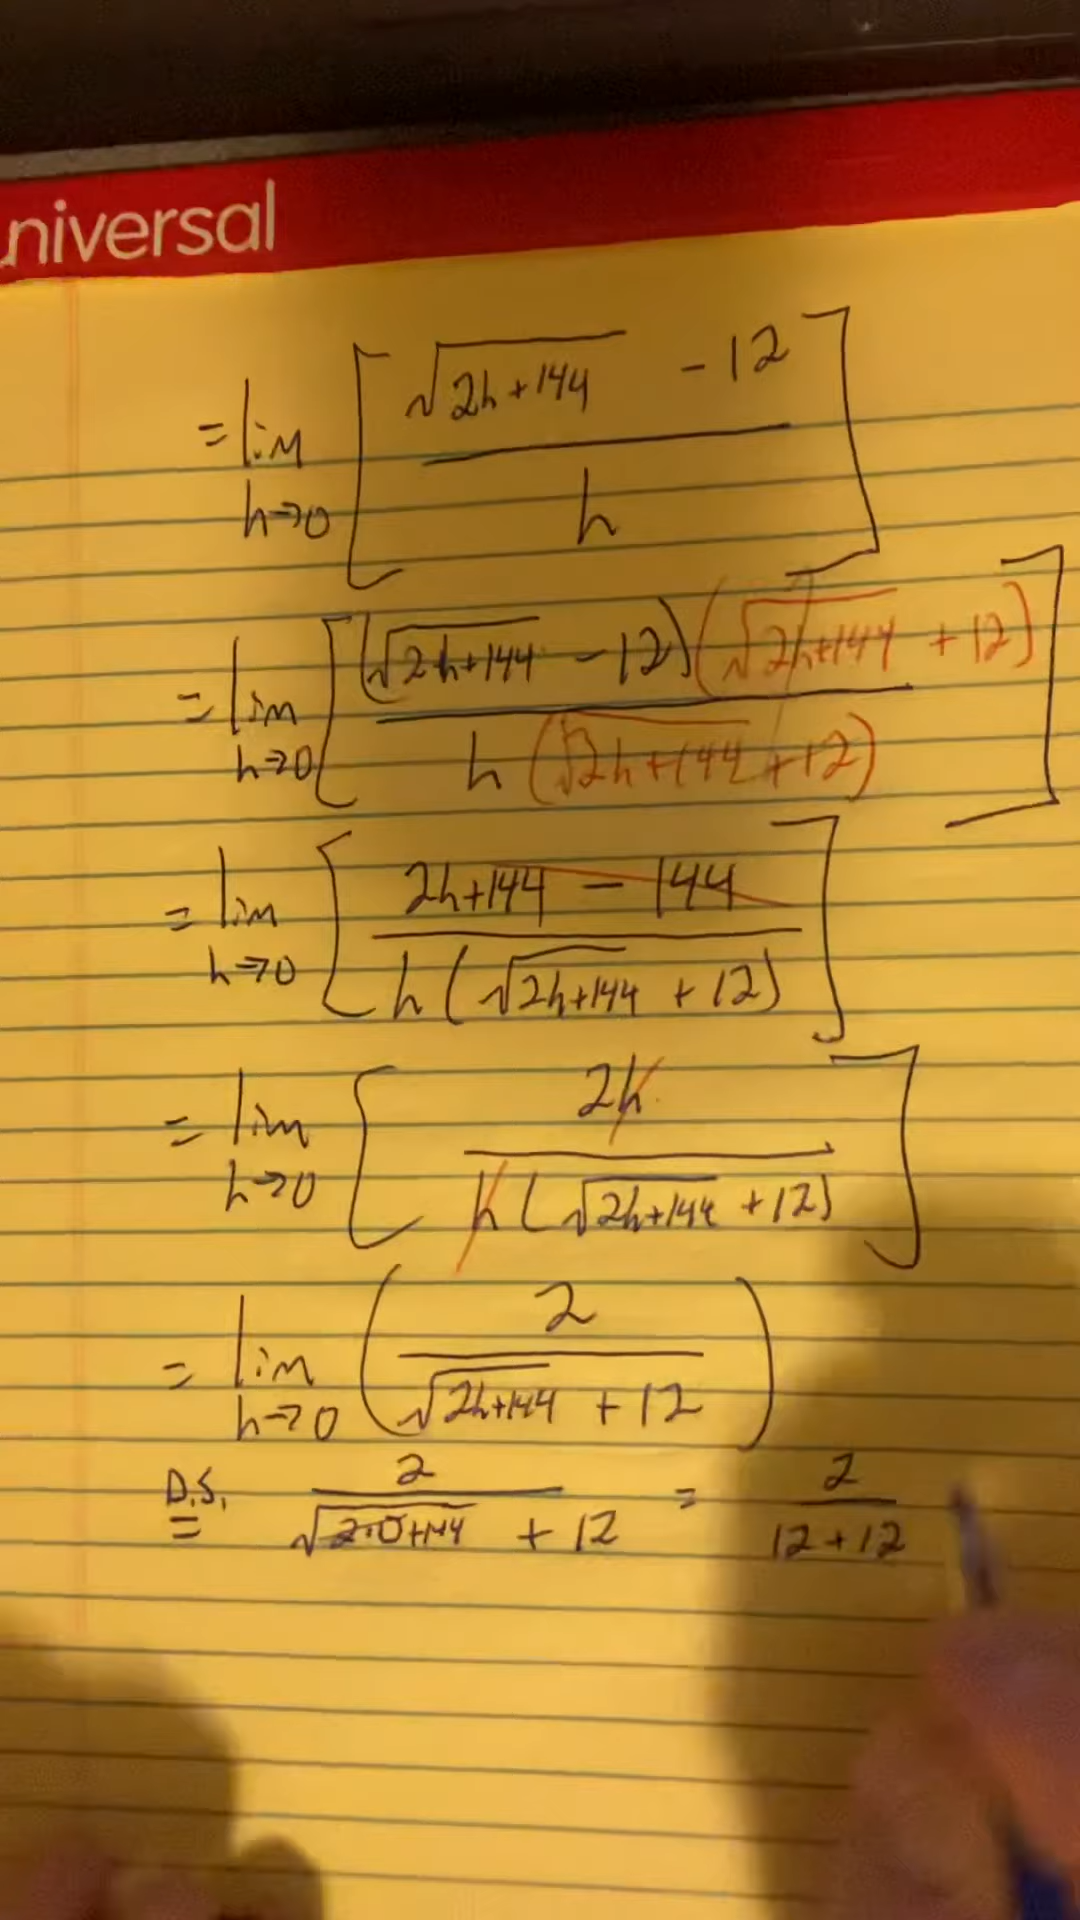 niversal
= lim h→0 [ (√(2h+144) - 12) / h ]
= lim h→0 [ (√(2h+144) - 12)(√(2h+144) + 12) / h(√(2h+144) + 12) ]
= lim h→0 [ 2h+144 - 144 / h(√(2h+144) + 12) ]
= lim h→0 [ 2h / h(√(2h+144) + 12) ]
= lim h→0 ( 2 / √(2h+144) + 12 )
D.S. = 2 / √(2·0+144) + 12 = 2 / 12+12